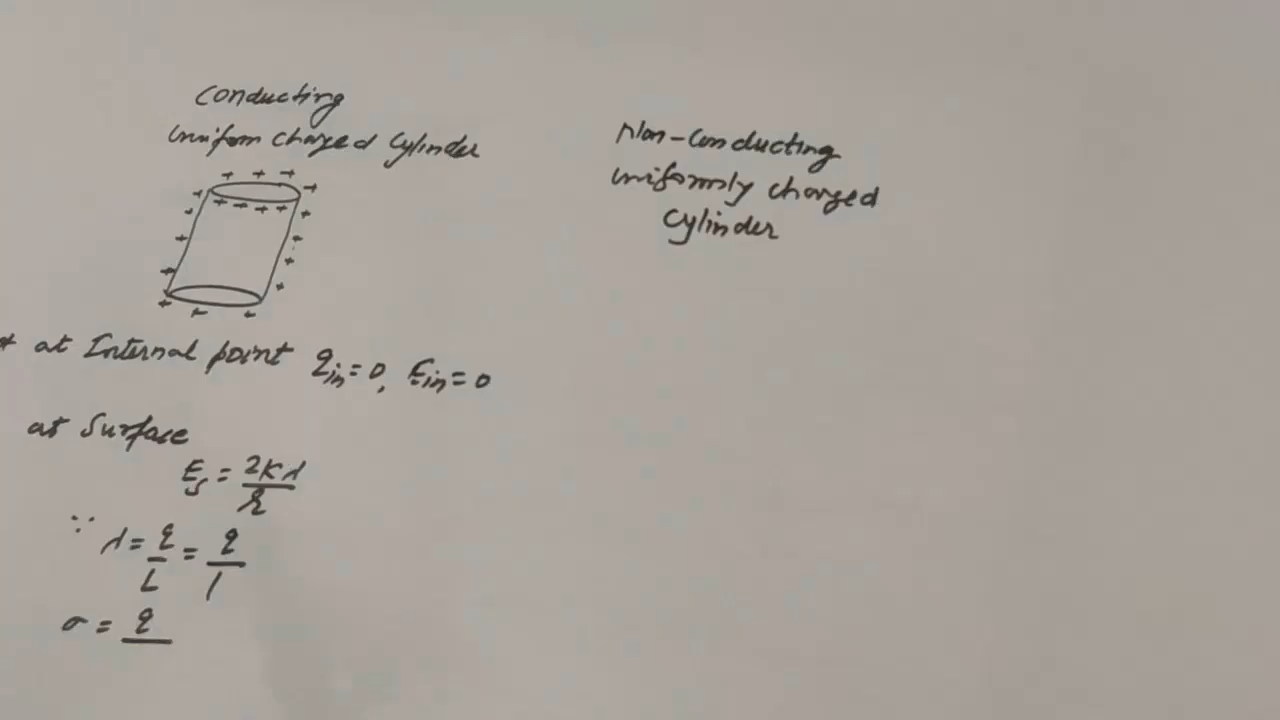 Conducting
Uniform charged Cylinder
Non-Conducting
Uniformly charged
Cylinder
* at Internal point q_in = 0, E_in = 0
at Surface
E_s = 2Kλ / r
∵ λ = q / L = q / l
σ = q /